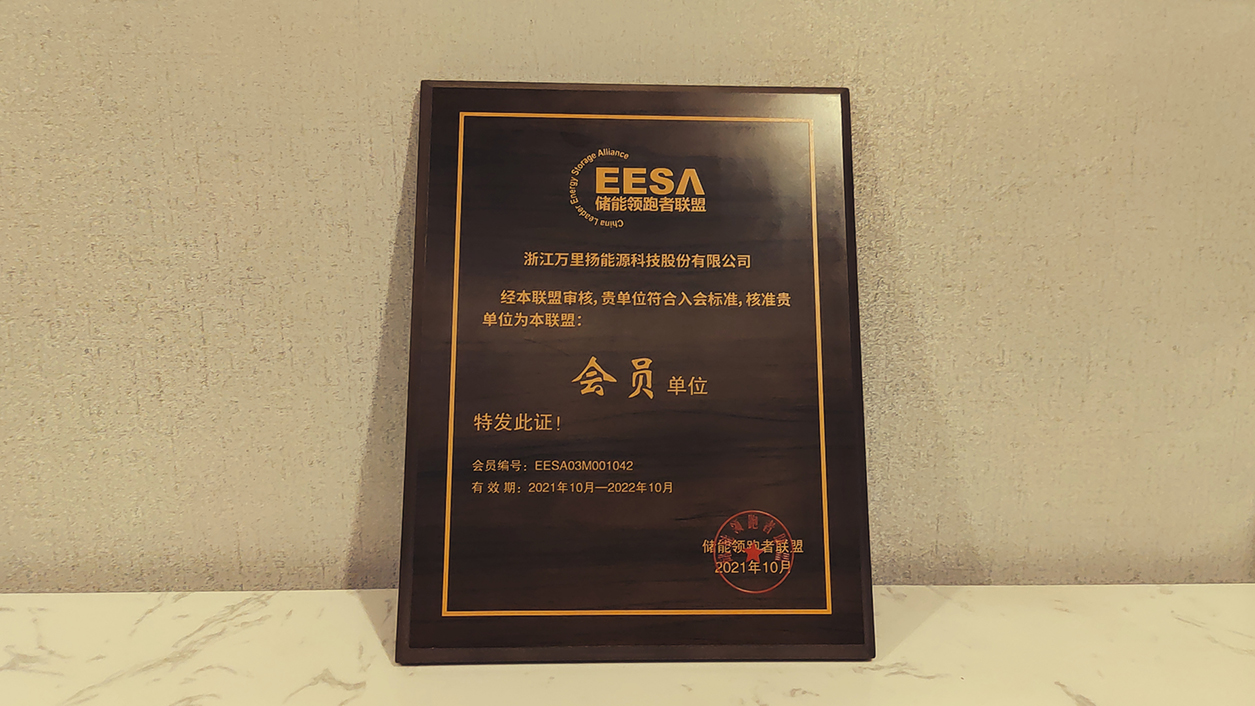 China Leader Energy Storage Alliance
EESA
储能领跑者联盟
浙江万里扬能源科技股份有限公司
经本联盟审核,贵单位符合入会标准,核准贵
单位为本联盟：
会员单位
特发此证！
会员编号：EESA03M001042
有 效 期：2021年10月—2022年10月
储能领跑者联盟
2021年10月
领跑者